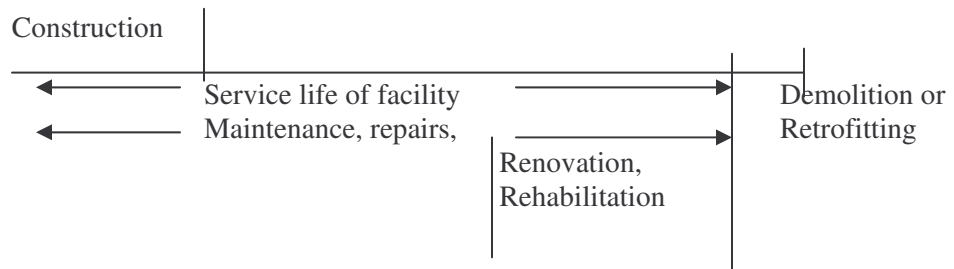 Construction
Service life of facility
Maintenance, repairs,
Demolition or
Retrofitting
Renovation,
Rehabilitation